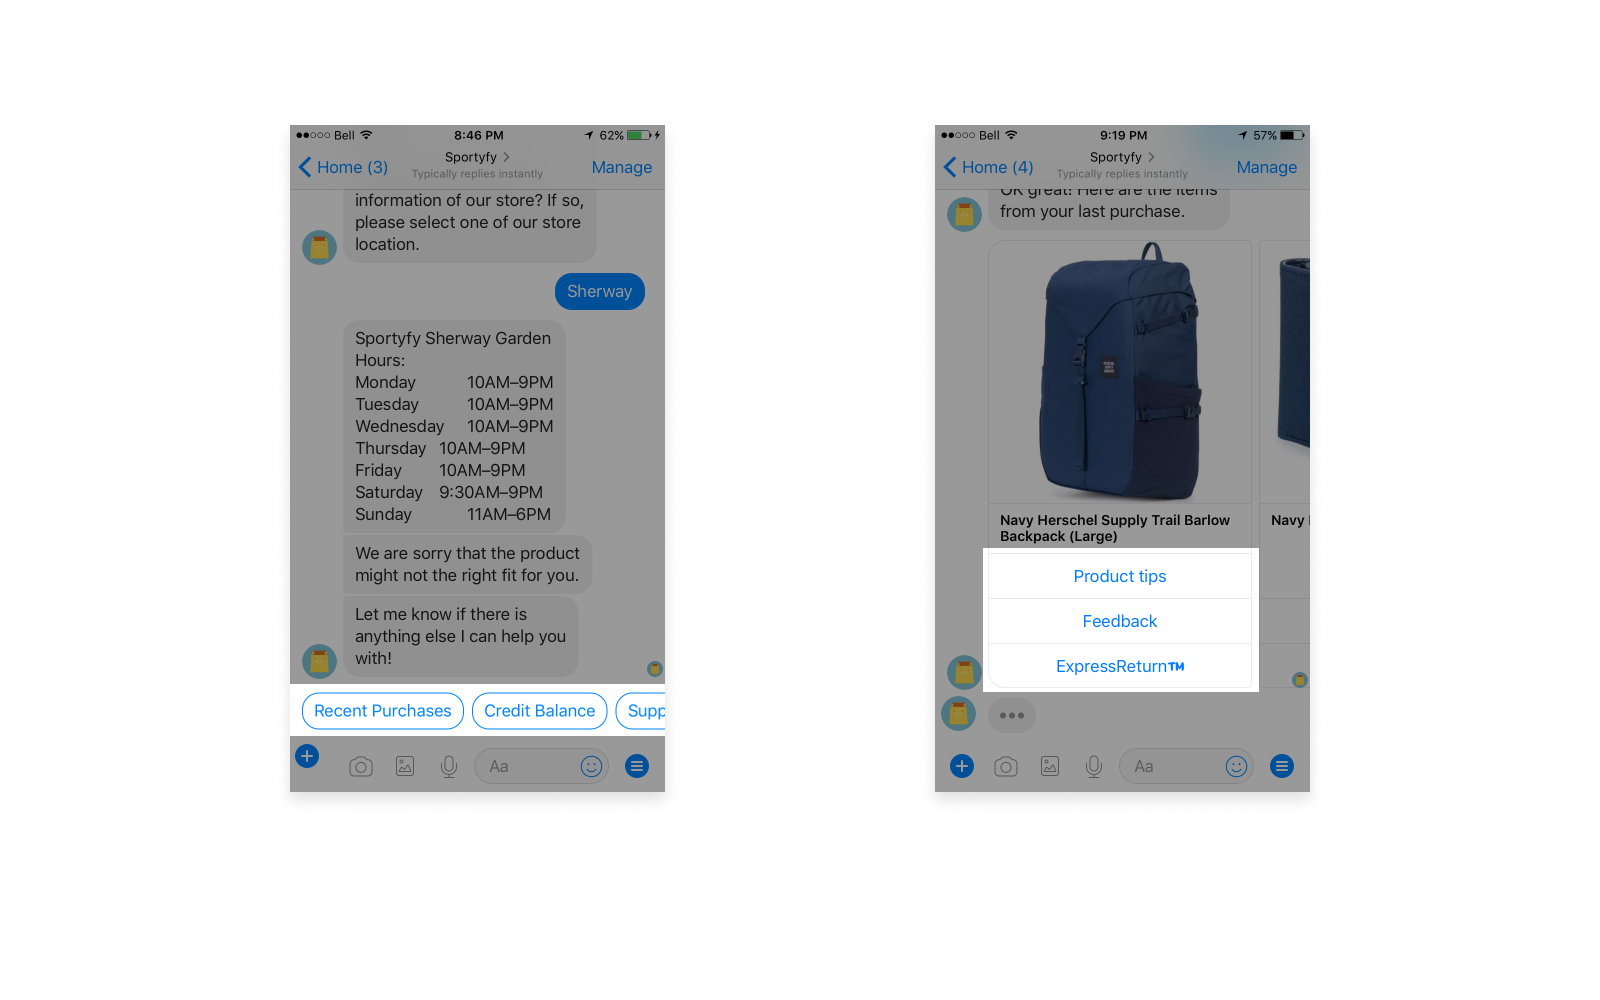 Bell
8:46 PM
62%
Home (3)
Sportyfy
Typically replies instantly
Manage
information of our store? If so,
please select one of our store
location.
Sherway
Sportyfy Sherway Garden
Hours:
Monday 10AM–9PM
Tuesday 10AM–9PM
Wednesday 10AM–9PM
Thursday 10AM–9PM
Friday 10AM–9PM
Saturday 9:30AM–9PM
Sunday 11AM–6PM
We are sorry that the product
might not the right fit for you.
Let me know if there is
anything else I can help you
with!
Recent Purchases
Credit Balance
Supp
Aa
Bell
9:19 PM
57%
Home (4)
Sportyfy
Typically replies instantly
Manage
OK great! Here are the items
from your last purchase.
Navy Herschel Supply Trail Barlow
Backpack (Large)
Navy
Product tips
Feedback
ExpressReturn™
Aa